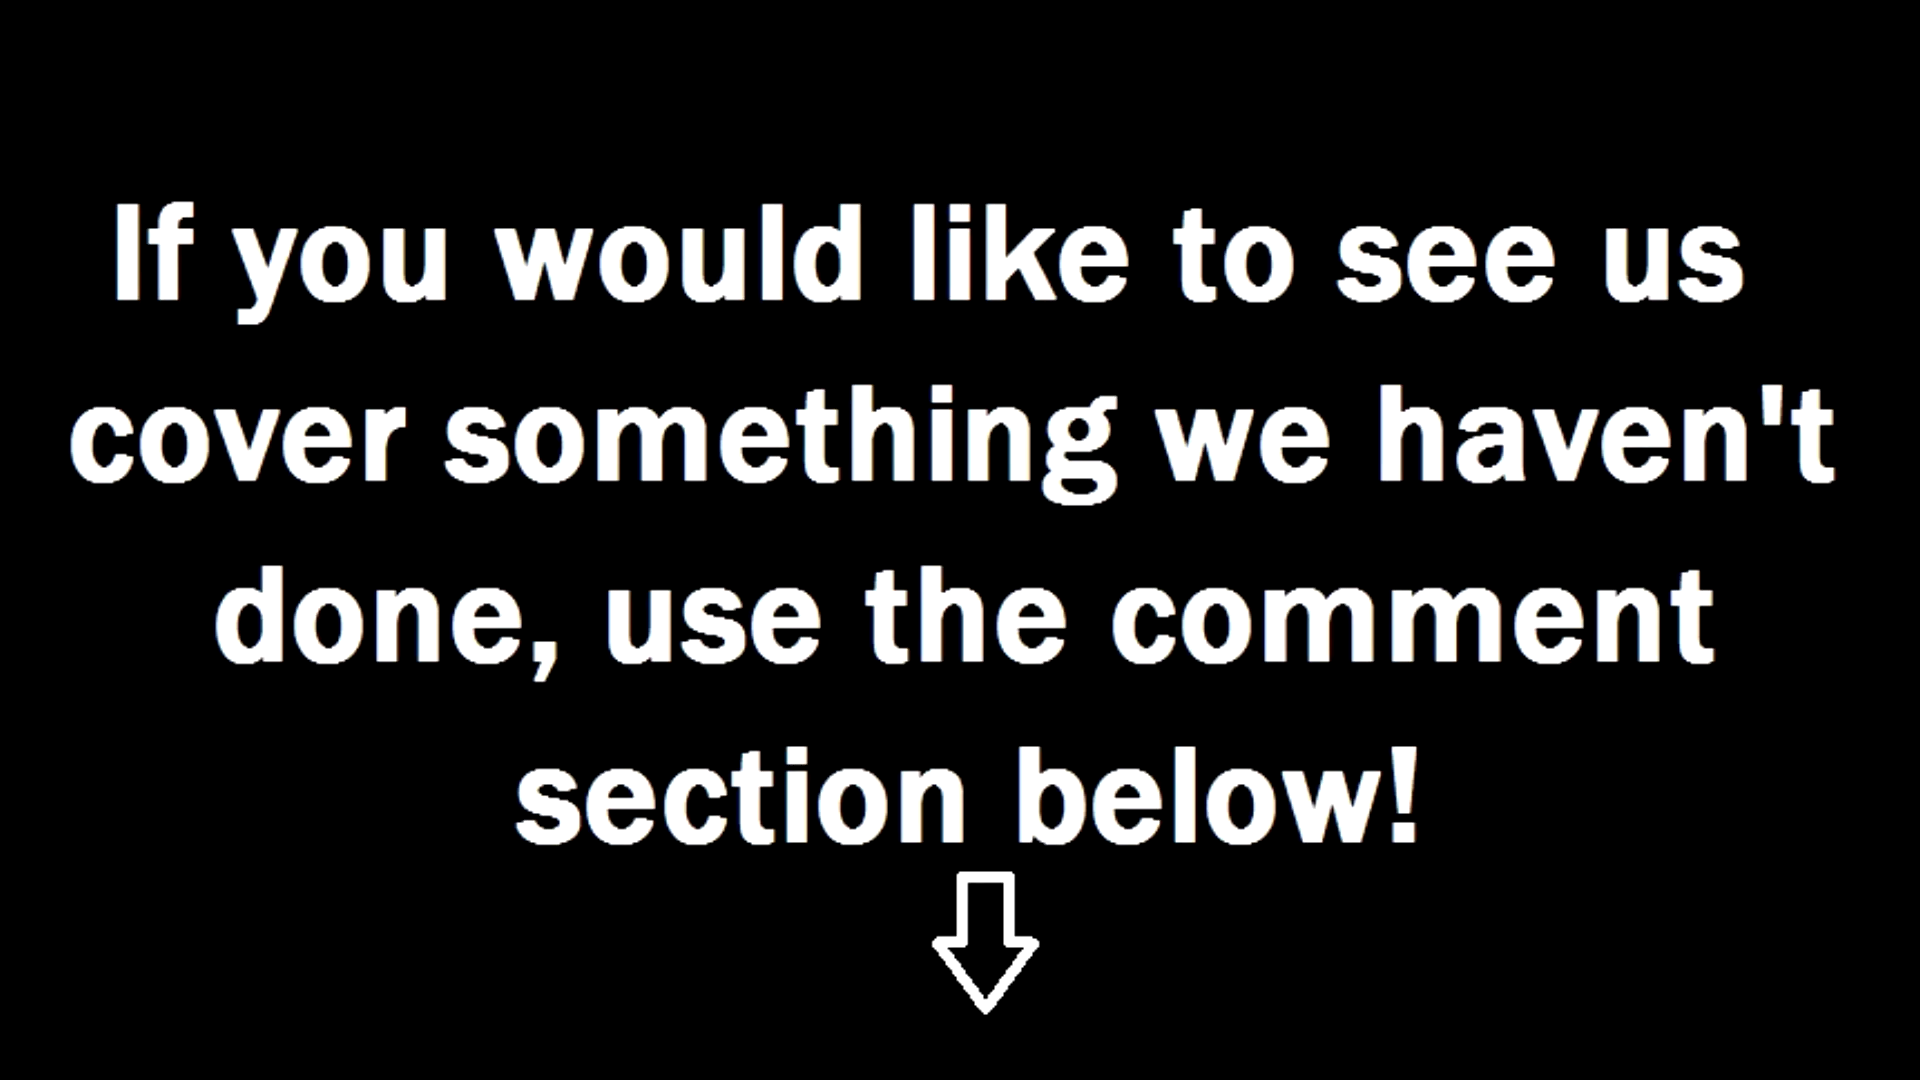 If you would like to see us
cover something we haven't
done, use the comment
section below!